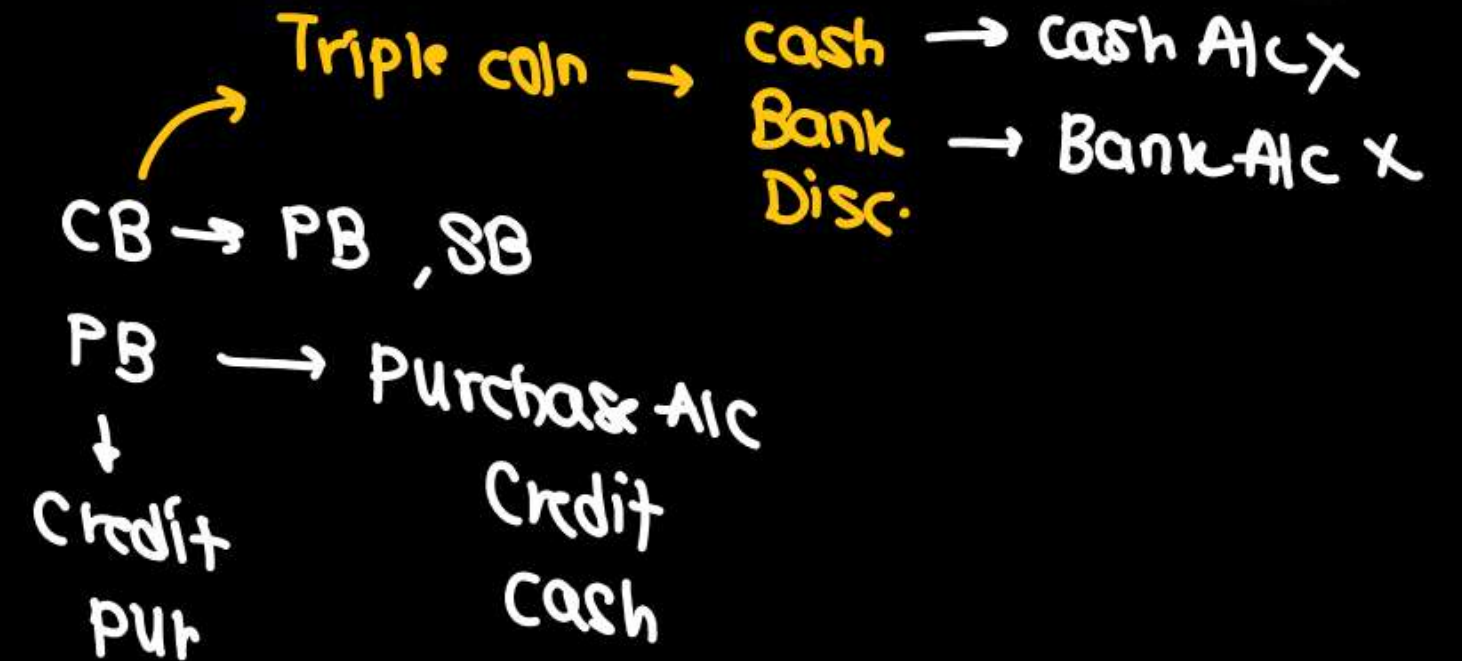 Triple coln → cash → cash A/c X
Bank → Bank A/c X
Disc.
CB → PB , SB
PB → Purchase A/c
↓
Credit Credit
pur cash